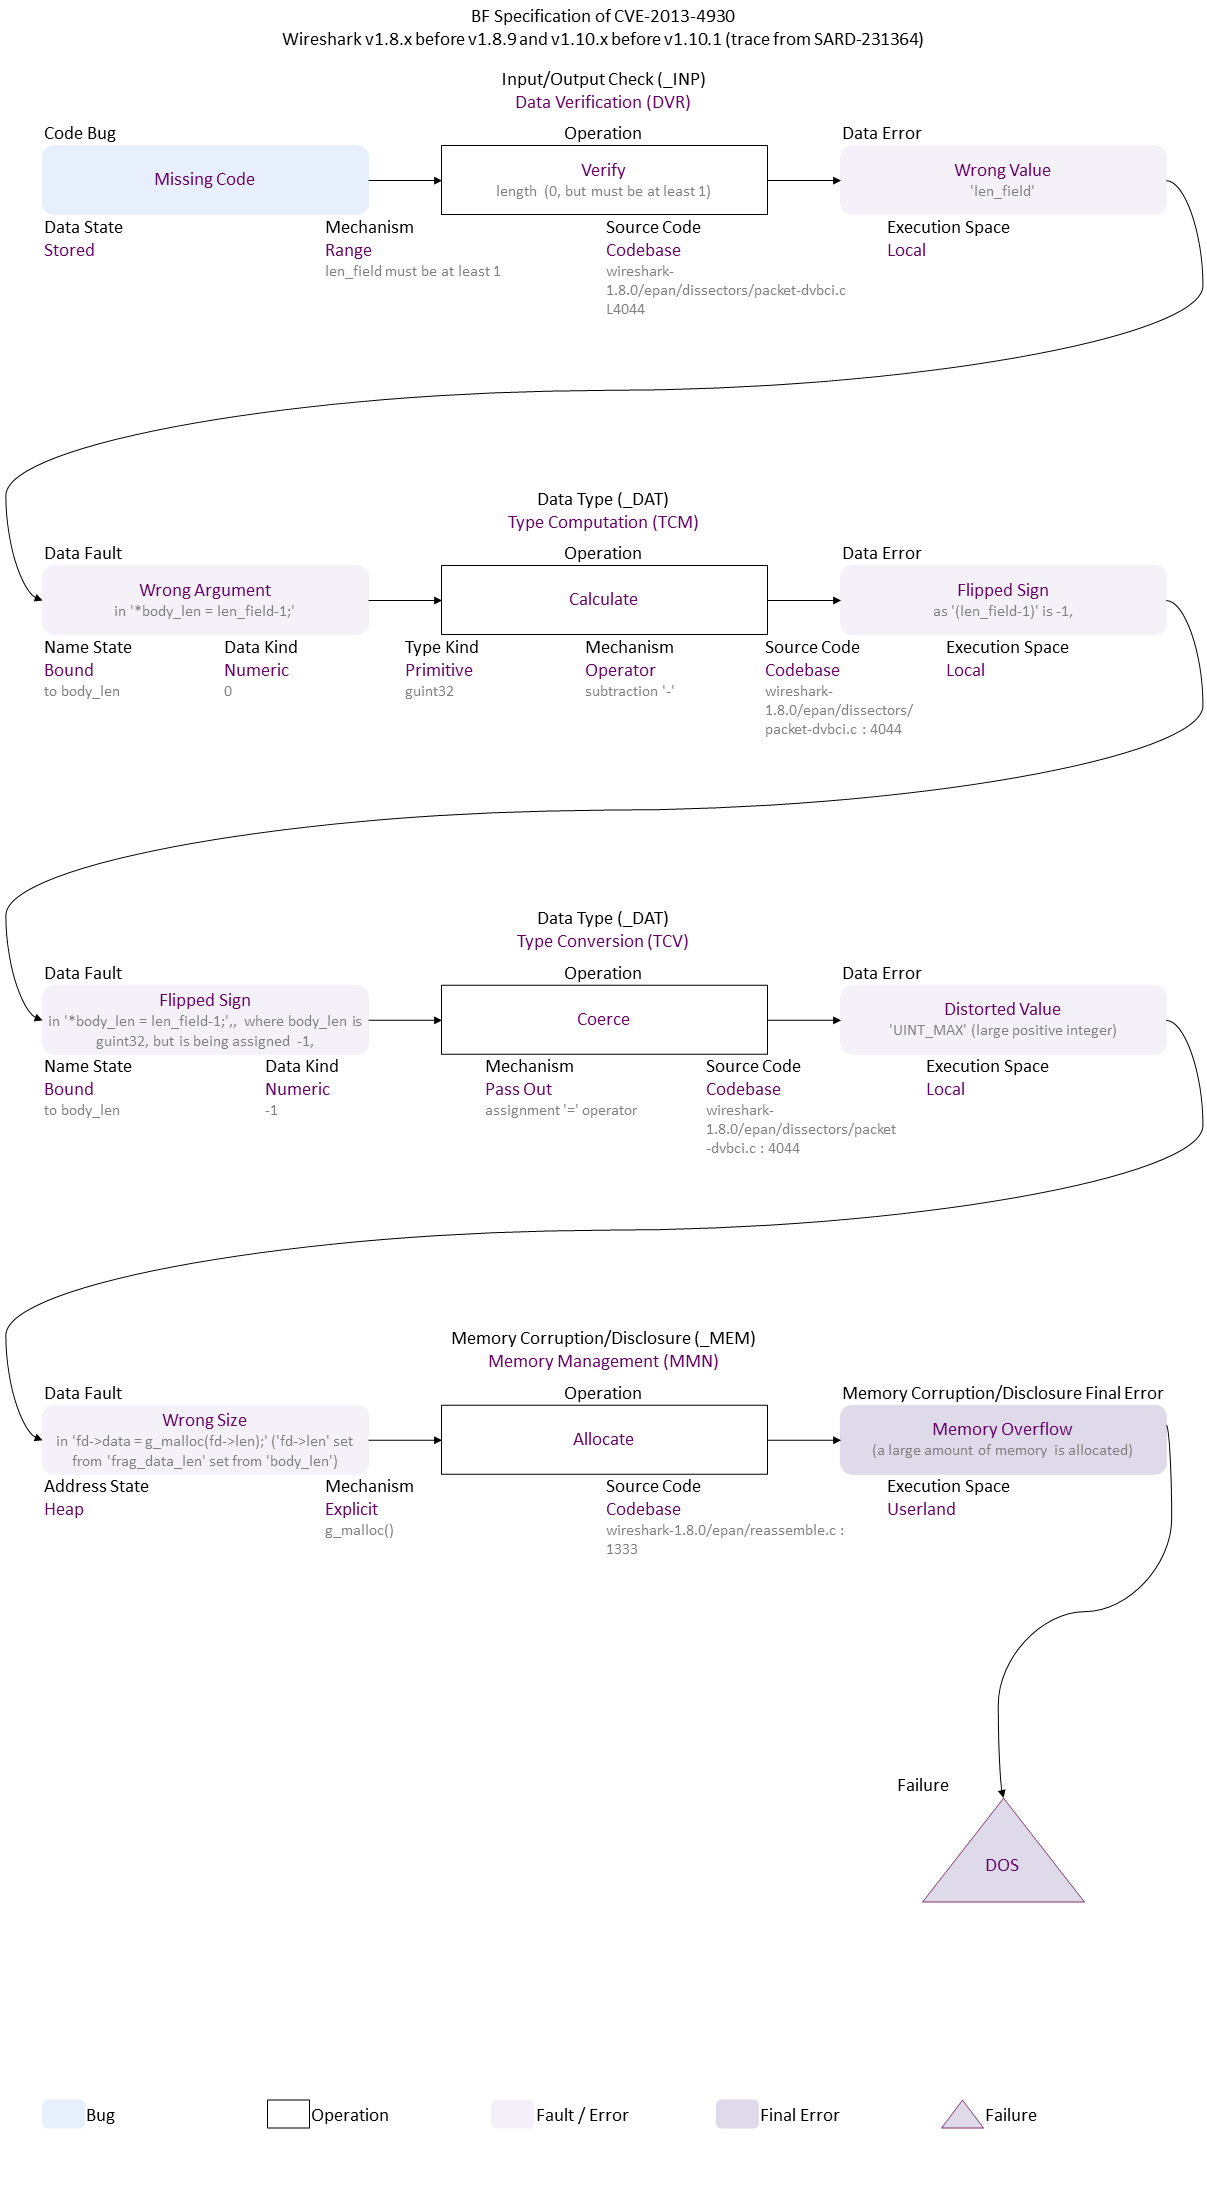 BF Specification of CVE-2013-4930
Wireshark v1.8.x before v1.8.9 and v1.10.x before v1.10.1 (trace from SARD-231364)
Input/Output Check (_INP)
Data Verification (DVR)
Code Bug
Operation
Data Error
Missing Code
Verify
length (0, but must be at least 1)
Wrong Value
'len_field'
Data State
Mechanism
Source Code
Execution Space
Stored
Range
Codebase
Local
len_field must be at least 1
wireshark-
1.8.0/epan/dissectors/packet-dvbci.c
L4044
Data Type (_DAT)
Type Computation (TCM)
Data Fault
Operation
Data Error
Wrong Argument
in '*body_len = len_field-1;'
Calculate
Flipped Sign
as '(len_field-1)' is -1,
Name State
Data Kind
Type Kind
Mechanism
Source Code
Execution Space
Bound
Numeric
Primitive
Operator
Codebase
Local
to body_len
0
guint32
subtraction '-'
wireshark-
1.8.0/epan/dissectors/
packet-dvbci.c : 4044
Data Type (_DAT)
Type Conversion (TCV)
Data Fault
Operation
Data Error
Flipped Sign
in '*body_len = len_field-1;',, where body_len is
guint32, but is being assigned -1,
Coerce
Distorted Value
'UINT_MAX' (large positive integer)
Name State
Data Kind
Mechanism
Source Code
Execution Space
Bound
Numeric
Pass Out
Codebase
Local
to body_len
-1
assignment '=' operator
wireshark-
1.8.0/epan/dissectors/packet
-dvbci.c : 4044
Memory Corruption/Disclosure (_MEM)
Memory Management (MMN)
Data Fault
Operation
Memory Corruption/Disclosure Final Error
Wrong Size
in 'fd->data = g_malloc(fd->len);' ('fd->len' set
from 'frag_data_len' set from 'body_len')
Allocate
Memory Overflow
(a large amount of memory is allocated)
Address State
Mechanism
Source Code
Execution Space
Heap
Explicit
Codebase
Userland
g_malloc()
wireshark-1.8.0/epan/reassemble.c :
1333
Failure
DOS
Bug
Operation
Fault / Error
Final Error
Failure